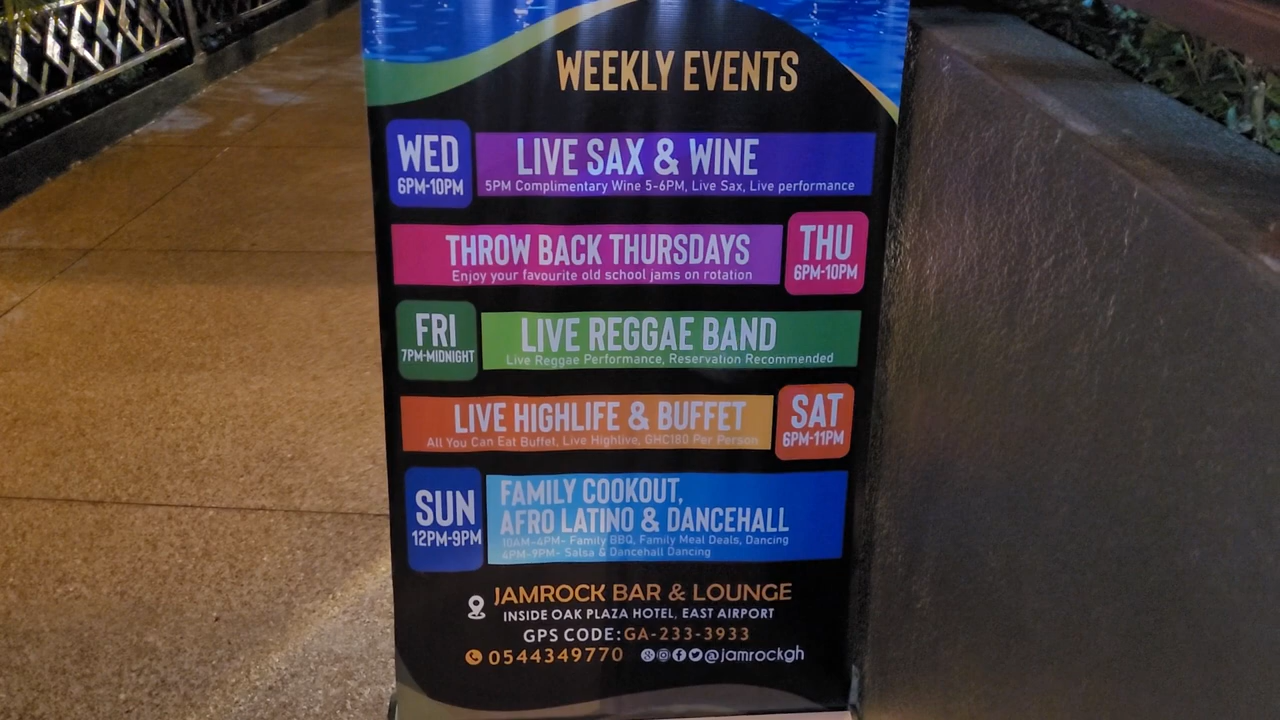 WEEKLY EVENTS
WED
6PM-10PM
LIVE SAX & WINE
5PM Complimentary Wine 5-6PM, Live Sax, Live performance
THROW BACK THURSDAYS
Enjoy your favourite old school jams on rotation
THU
6PM-10PM
FRI
7PM-MIDNIGHT
LIVE REGGAE BAND
Live Reggae Performance, Reservation Recommended
LIVE HIGHLIFE & BUFFET
All You Can Eat Buffet, Live Highlive, GHC180 Per Person
SAT
6PM-11PM
SUN
12PM-9PM
FAMILY COOKOUT,
AFRO LATINO & DANCEHALL
10AM-4PM- Family BBQ, Family Meal Deals, Dancing
4PM-9PM- Salsa & Dancehall Dancing
JAMROCK BAR & LOUNGE
INSIDE OAK PLAZA HOTEL, EAST AIRPORT
GPS CODE:GA-233-3933
0544349770 @jamrockgh